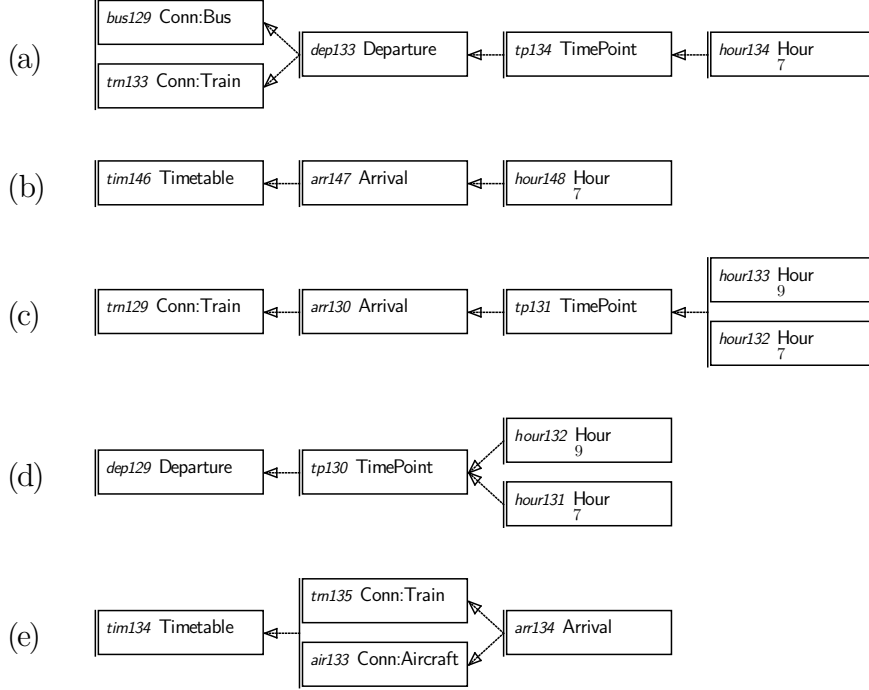 (a)
bus129 Conn:Bus
trn133 Conn:Train
dep133 Departure
tp134 TimePoint
hour134 Hour
7
(b)
tim146 Timetable
arr147 Arrival
hour148 Hour
7
(c)
trn129 Conn:Train
arr130 Arrival
tp131 TimePoint
hour133 Hour
9
hour132 Hour
7
(d)
dep129 Departure
tp130 TimePoint
hour132 Hour
9
hour131 Hour
7
(e)
tim134 Timetable
trn135 Conn:Train
air133 Conn:Aircraft
arr134 Arrival